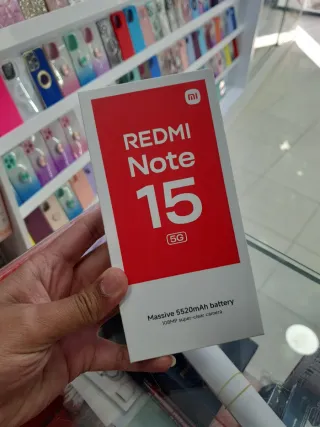 mi
REDMI
Note
15
5G
Massive 5520mAh battery
108MP super-clear camera